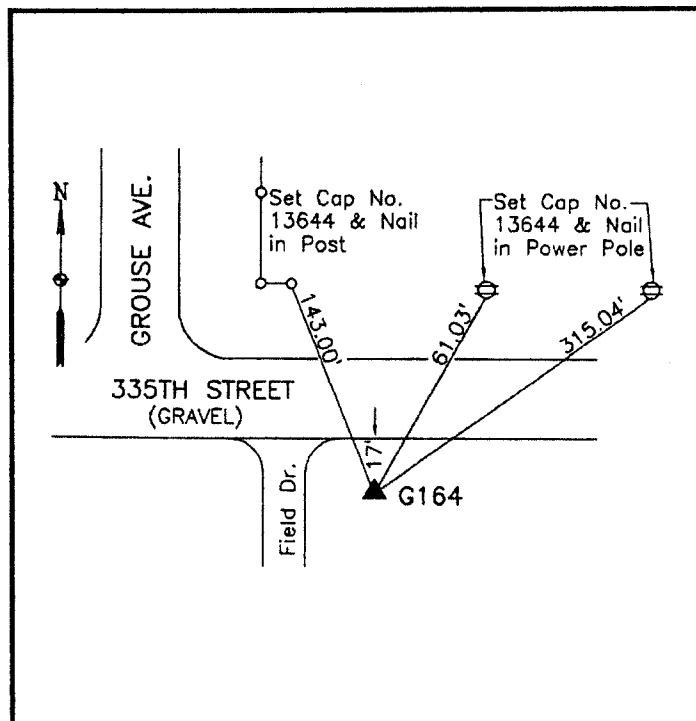 N
GROUSE AVE.
Set Cap No.
13644 & Nail
in Post
Set Cap No.
13644 & Nail
in Power Pole
143.00'
61.03'
315.04'
335TH STREET
(GRAVEL)
17'
G164
Field Dr.